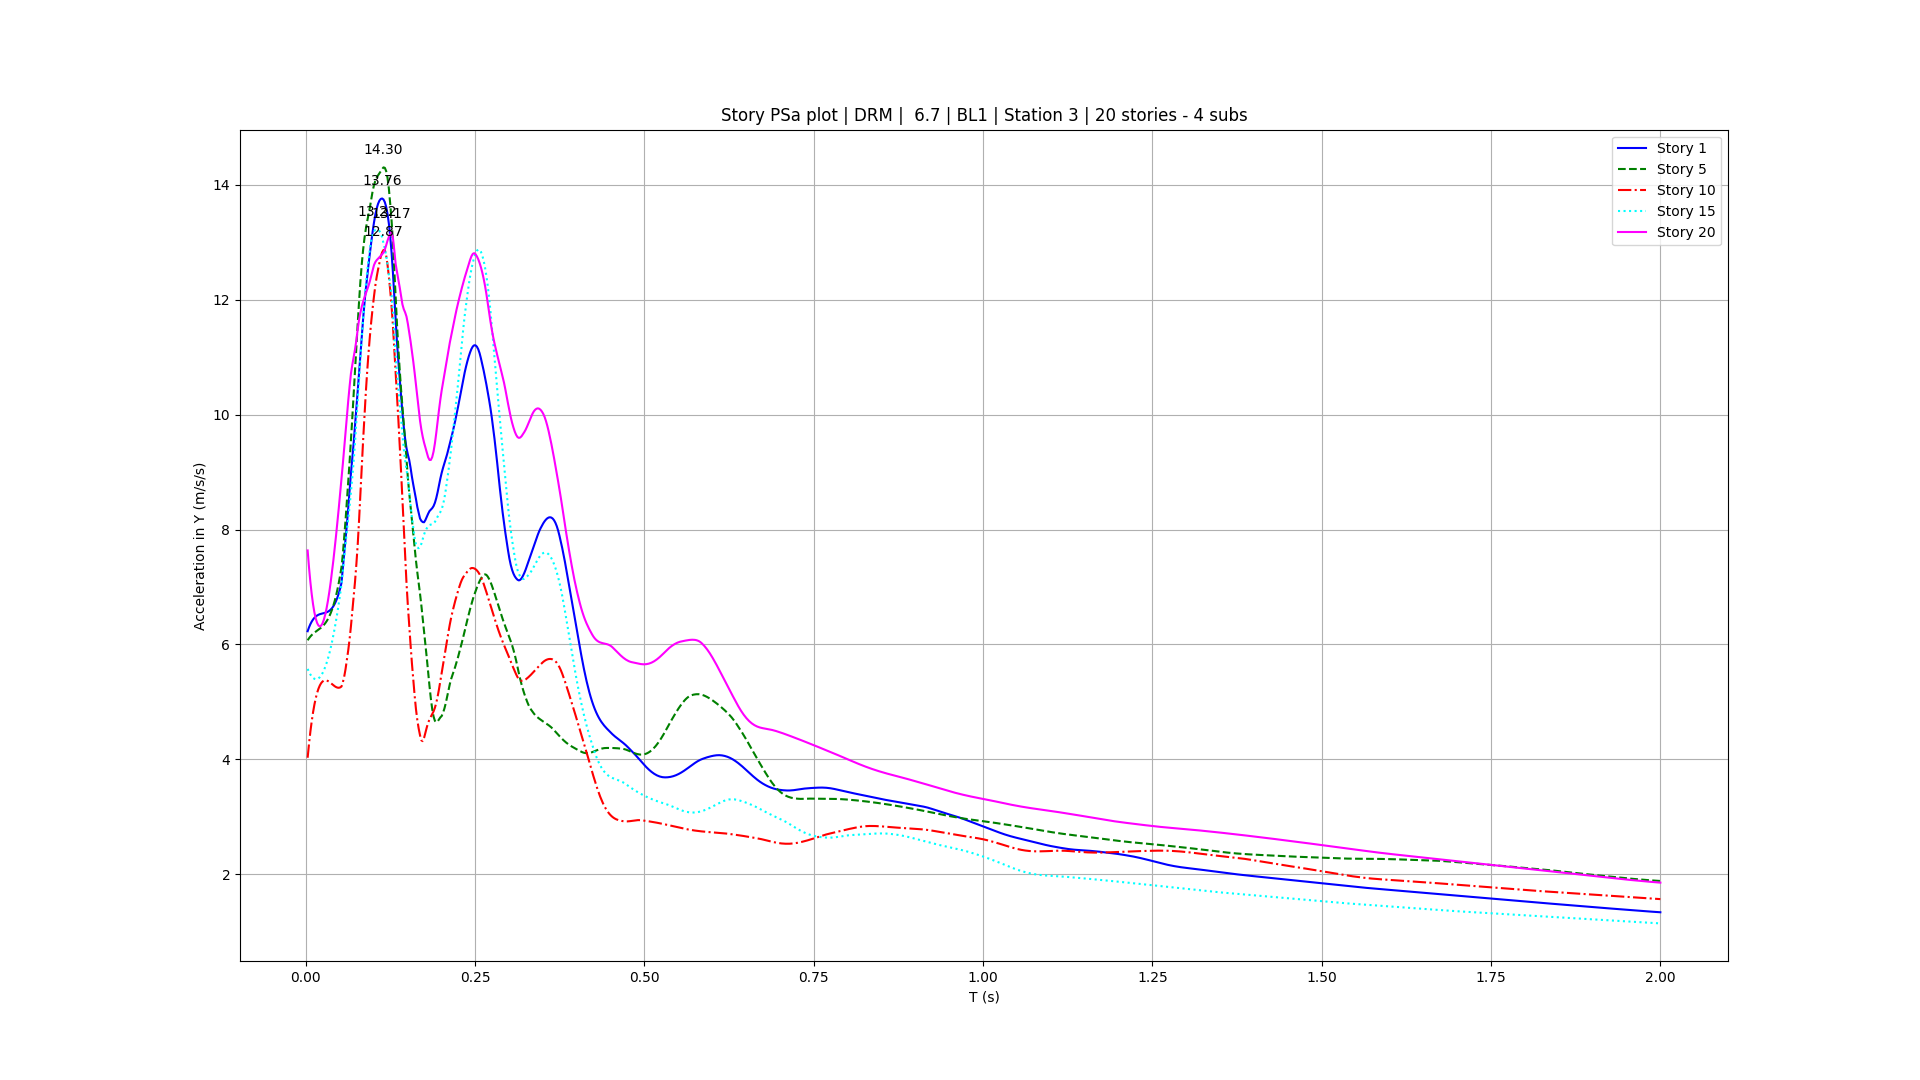 Story PSa plot | DRM |  6.7 | BL1 | Station 3 | 20 stories - 4 subs
14.30
13.76
13.17
12.87
Story 1
Story 5
Story 10
Story 15
Story 20
14
12
10
8
6
4
2
Acceleration in Y (m/s/s)
0.00 0.25 0.50 0.75 1.00 1.25 1.50 1.75 2.00
T (s)